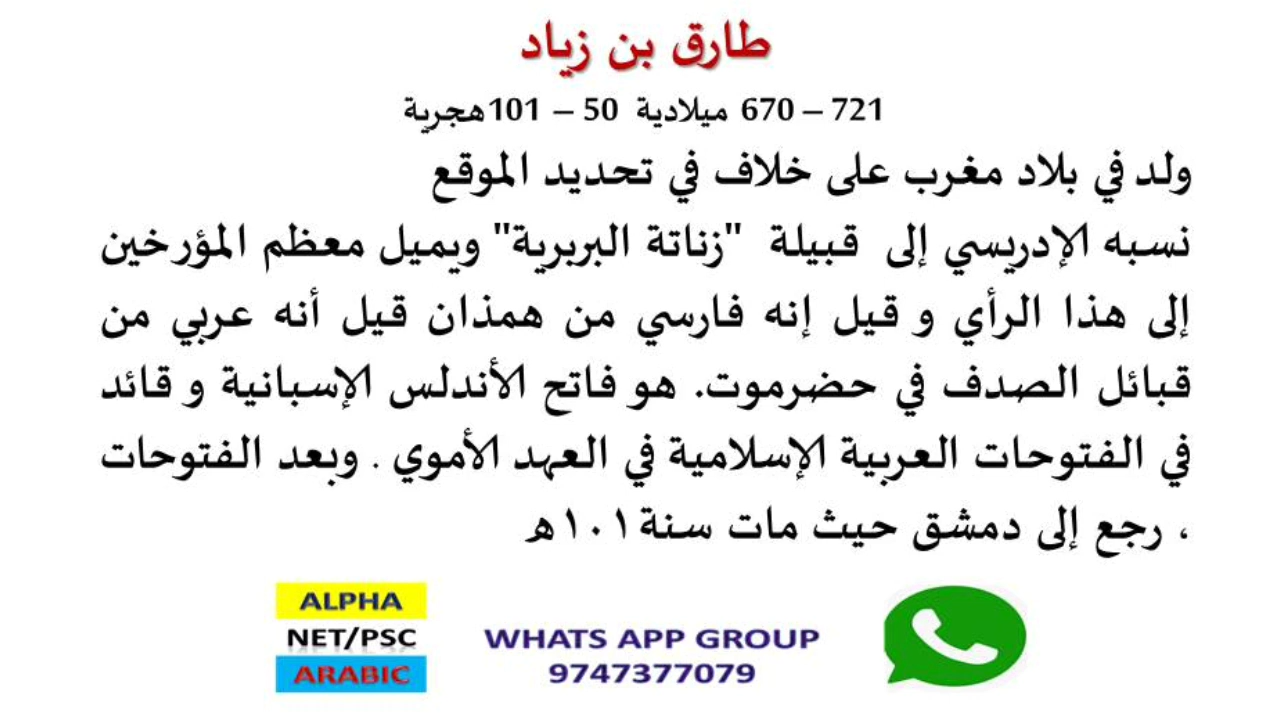 طارق بن زياد
670 – 721 ميلادية 50 – 101هجرية
ولد في بلاد مغرب على خلاف في تحديد الموقع
نسبه الإدريسي إلى قبيلة "زناتة البربرية" ويميل معظم المؤرخين
إلى هذا الرأي و قيل إنه فارسي من همذان قيل أنه عربي من
قبائل الصدف في حضرموت. هو فاتح الأندلس الإسبانية و قائد
في الفتوحات العربية الإسلامية في العهد الأموي . وبعد الفتوحات
، رجع إلى دمشق حيث مات سنة١٠١ه
ALPHA
NET/PSC
ARABIC
WHATS APP GROUP
9747377079